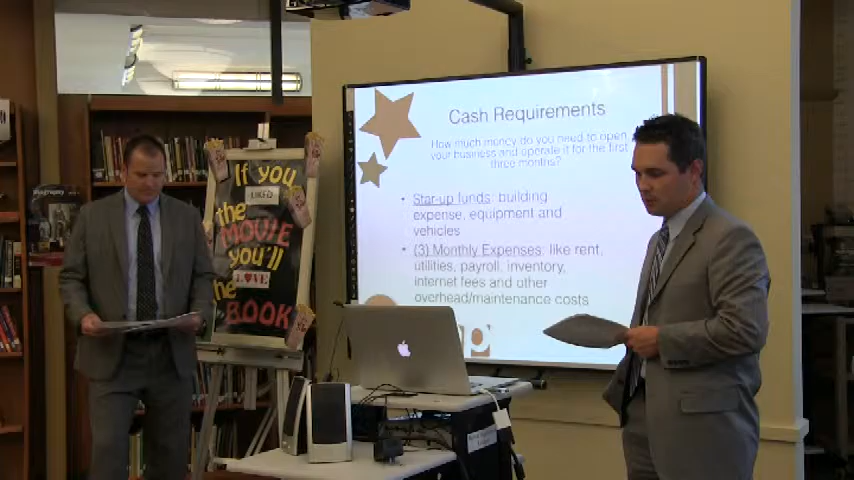 Cash Requirements
How much money do you need to open
your business and operate it for the first
three months?
• Start-up funds: building
expense, equipment and
vehicles
• (3) Monthly Expenses: like rent,
utilities, payroll, inventory,
internet fees and other
overhead/maintenance costs
If you
LIKED
the
MOVIE
you'll
LOVE
the
BOOK
Biography